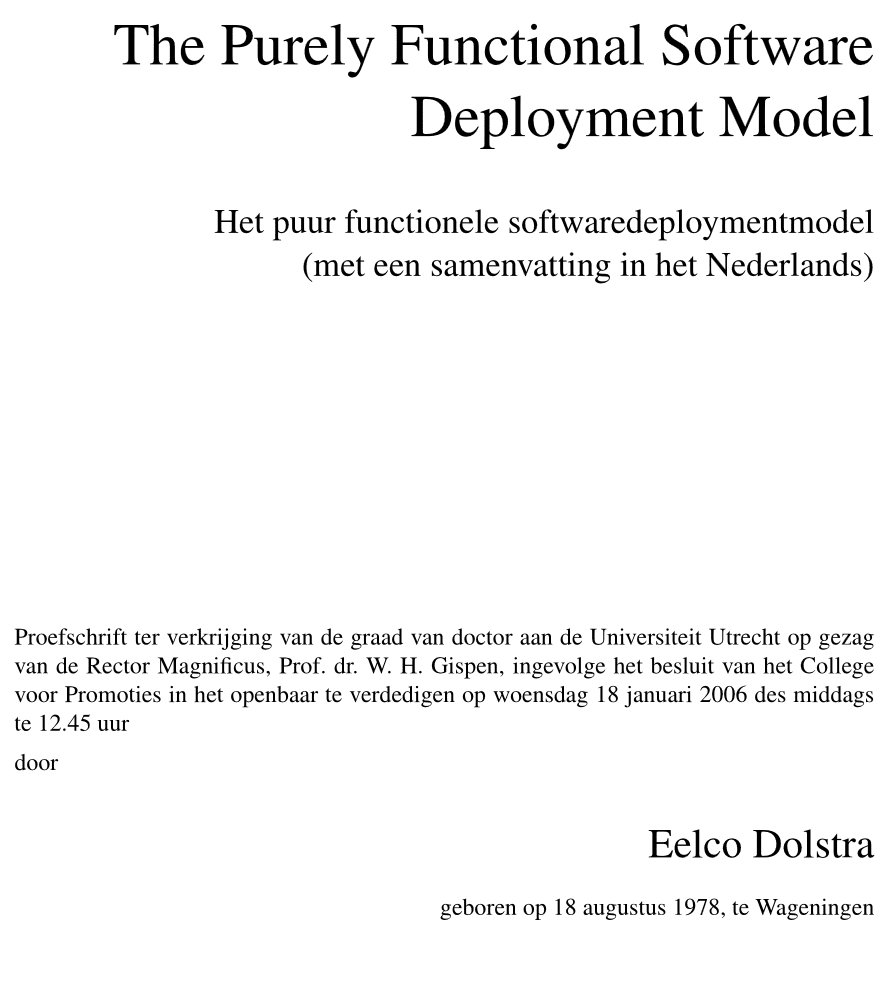 The Purely Functional Software
Deployment Model
Het puur functionele softwaredeploymentmodel
(met een samenvatting in het Nederlands)
Proefschrift ter verkrijging van de graad van doctor aan de Universiteit Utrecht op gezag
van de Rector Magnificus, Prof. dr. W. H. Gispen, ingevolge het besluit van het College
voor Promoties in het openbaar te verdedigen op woensdag 18 januari 2006 des middags
te 12.45 uur
door
Eelco Dolstra
geboren op 18 augustus 1978, te Wageningen